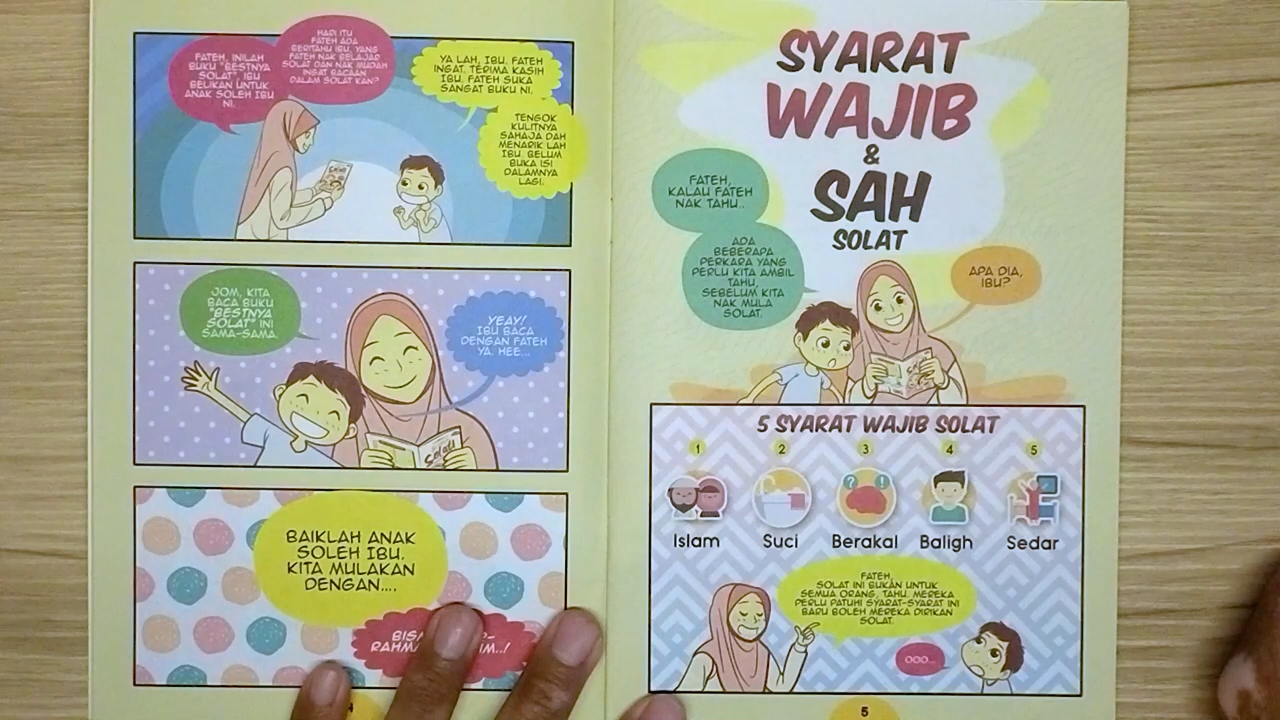 FATEH, INILAH
BUKU "BESTNYA
SOLAT", IBU
BELIKAN UNTUK
ANAK SOLEH IBU
NI.
HARI ITU
FATEH ADA
BERITAHU IBU, YANG
FATEH NAK BELAJAR
SOLAT DAN NAK MUDAH
INGAT BACAAN
DALAM SOLAT KAN?
YA LAH, IBU. FATEH
INGAT. TERIMA KASIH
IBU. FATEH SUKA
SANGAT BUKU NI.
TENGOK
KULITNYA
SAHAJA DAH
MENARIK LAH
IBU. BELUM
BUKA ISI
DALAMNYA
LAGI.
JOM, KITA
BACA BUKU
"BESTNYA
SOLAT" INI
SAMA-SAMA.
YEAY!
IBU BACA
DENGAN FATEH
YA. HEE...
Solat
BAIKLAH ANAK
SOLEH IBU.
KITA MULAKAN
DENGAN....
4
SYARAT
WAJIB
&
SAH
SOLAT
FATEH,
KALAU FATEH
NAK TAHU..
ADA
BEBERAPA
PERKARA YANG
PERLU KITA AMBIL
TAHU,
SEBELUM KITA
NAK MULA
SOLAT.
APA DIA,
IBU?
5 SYARAT WAJIB SOLAT
1 2 3 4 5
Islam Suci Berakal Baligh Sedar
FATEH,
SOLAT INI BUKAN UNTUK
SEMUA ORANG, TAHU. MEREKA
PERLU PATUHI SYARAT-SYARAT INI
BARU BOLEH MEREKA DIRIKAN
SOLAT.
OOO...
5